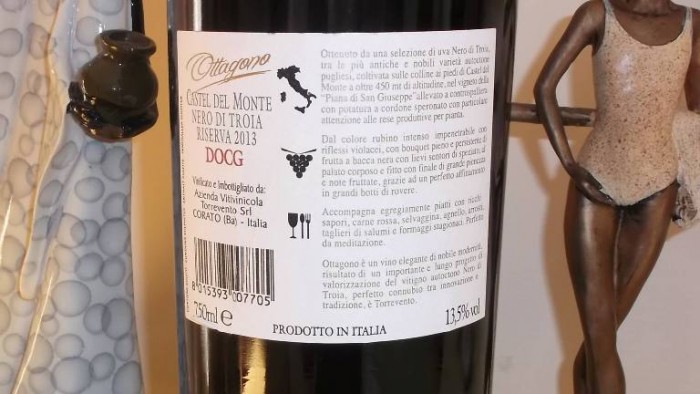 Ottagono
CASTEL DEL MONTE
NERO DI TROIA
RISERVA 2013
DOCG
Vinificato e Imbottigliato da:
Azienda Vitivinicola
Torrevento Srl
CORATO (Ba) - Italia
8 015393 007705
750ml e
Ottenuto da una selezione di uva Nero di Troia,
tra le più antiche e nobili varietà autoctone
pugliesi, coltivata sulle colline ai piedi di Castel del
Monte a oltre 450 mt di altitudine, nel vigneto della
"Piana di San Giuseppe" allevato a controspalliera
con potatura a cordone speronato con particolare
attenzione alle rese produttive per pianta.
Dal colore rubino intenso impenetrabile con
riflessi violacei, con bouquet pieno e persistente di
frutta a bacca nera con lievi sentori di speziato, al
palato corposo e fitto con finale di grande pienezza
e note fruttate, grazie ad un perfetto affinamento
in grandi botti di rovere.
Accompagna egregiamente piatti con ricchi
sapori, carne rossa, selvaggina, agnello, arrosti,
taglieri di salumi e formaggi stagionati. Perfetto
da meditazione.
Ottagono è un vino elegante di nobile modernità,
risultato di un importante e lungo progetto di
valorizzazione del vitigno autoctono Nero di
Troia, perfetto connubio tra innovazione e
tradizione, è Torrevento.
PRODOTTO IN ITALIA
13,5% vol